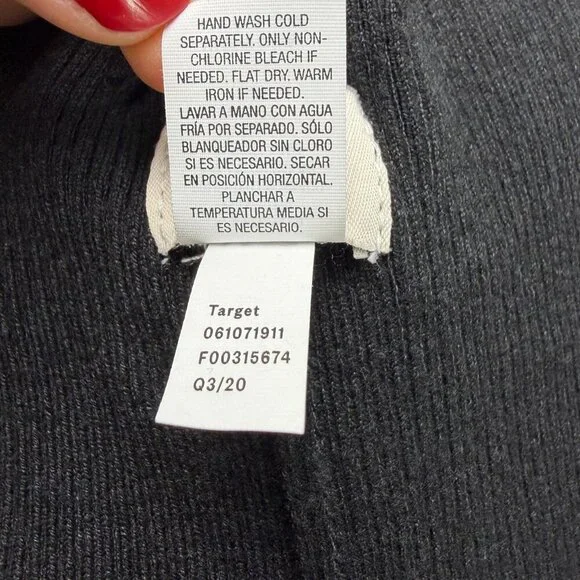 HAND WASH COLD
SEPARATELY. ONLY NON-
CHLORINE BLEACH IF
NEEDED. FLAT DRY. WARM
IRON IF NEEDED.
LAVAR A MANO CON AGUA
FRÍA POR SEPARADO. SÓLO
BLANQUEADOR SIN CLORO
SI ES NECESARIO. SECAR
EN POSICIÓN HORIZONTAL.
PLANCHAR A
TEMPERATURA MEDIA SI
ES NECESARIO.
Target
061071911
F00315674
Q3/20